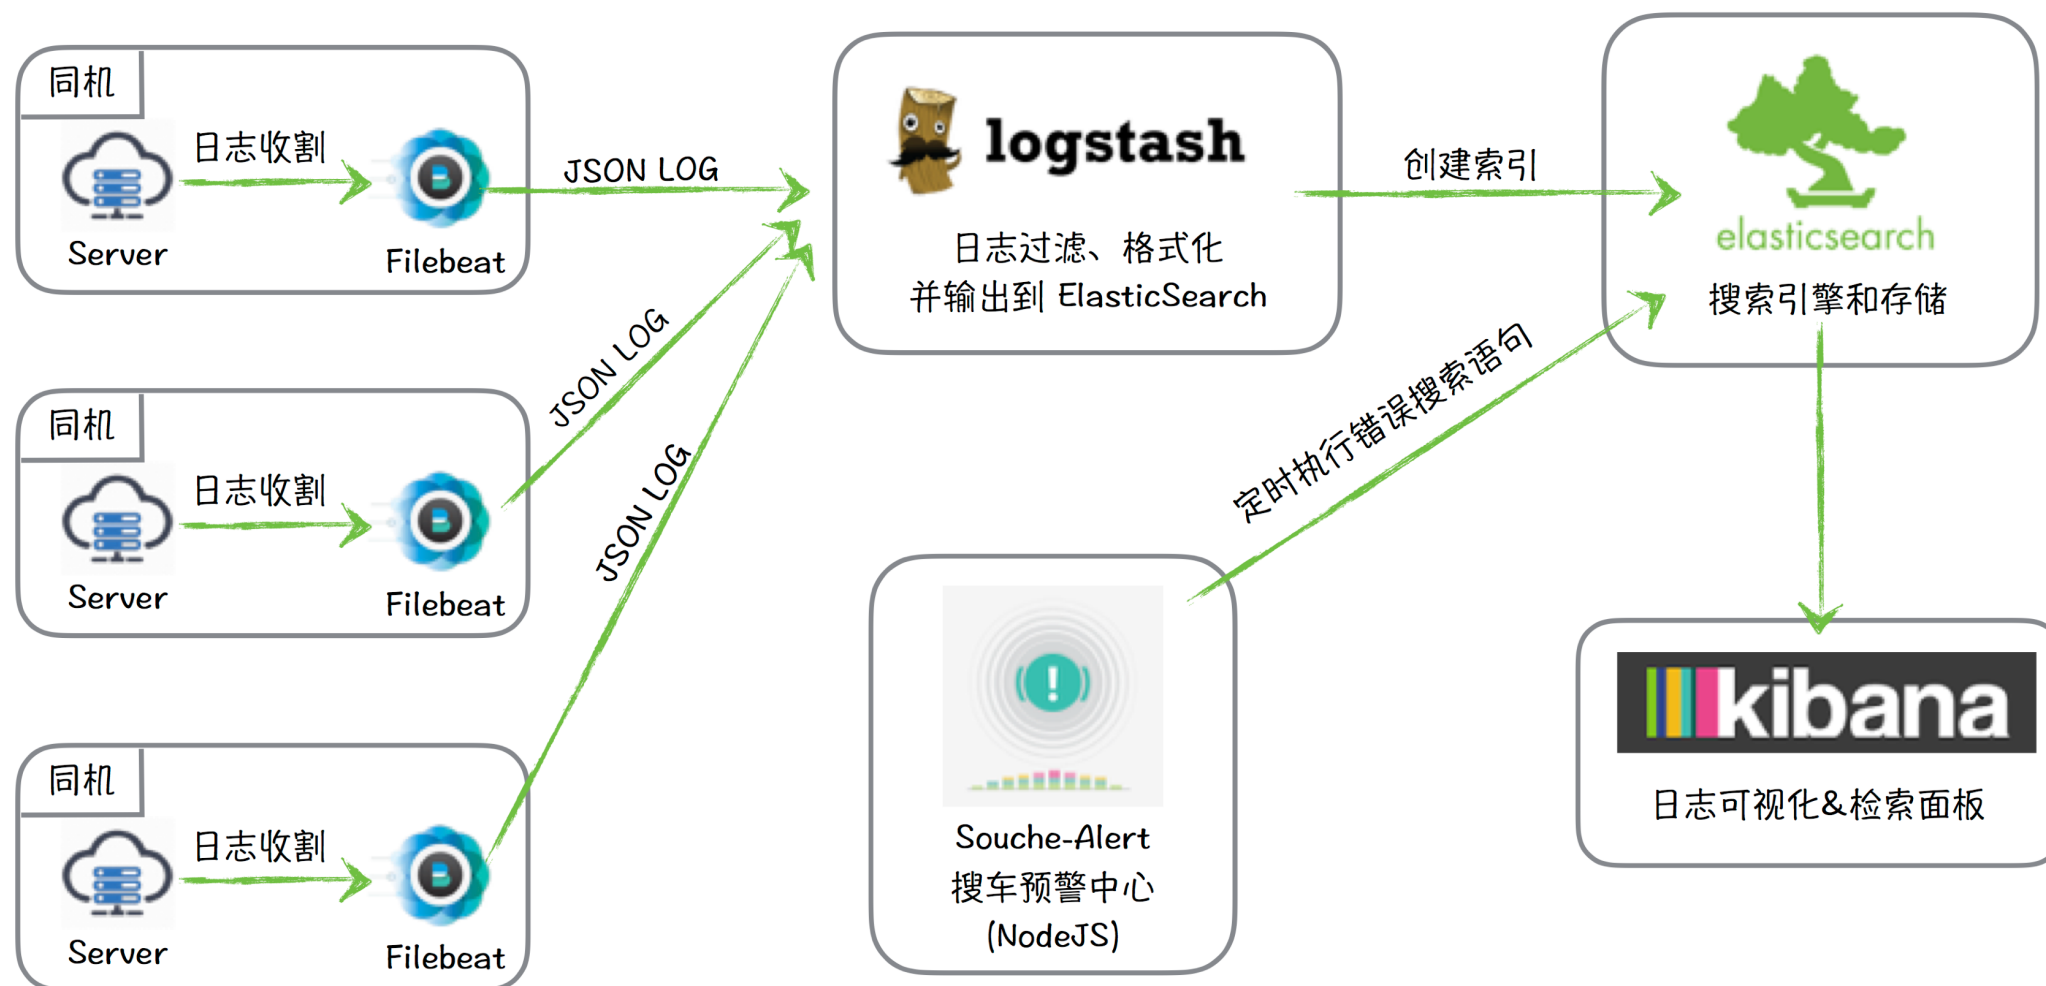 同机
日志收割
Server
Filebeat
JSON LOG
同机
日志收割
Server
Filebeat
JSON LOG
同机
日志收割
Server
Filebeat
JSON LOG
logstash
日志过滤、格式化
并输出到 ElasticSearch
创建索引
elasticsearch
搜索引擎和存储
定时执行错误搜索语句
Souche-Alert
搜车预警中心
(NodeJS)
kibana
日志可视化&检索面板